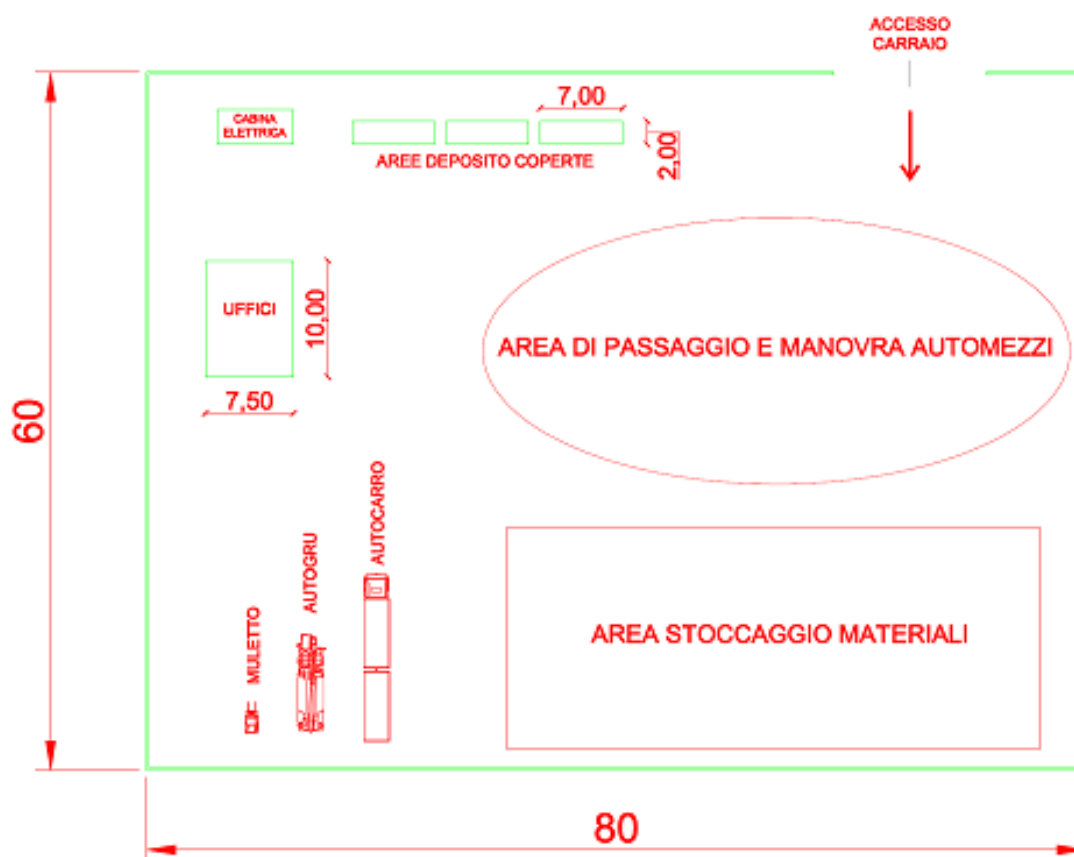 ACCESSO
CARRAIO
7,00
CABINA
ELETTRICA
2,00
AREE DEPOSITO COPERTE
UFFICI
10,00
AREA DI PASSAGGIO E MANOVRA AUTOMEZZI
7,50
60
AUTOCARRO
AUTOGRU
MULETTO
AREA STOCCAGGIO MATERIALI
80